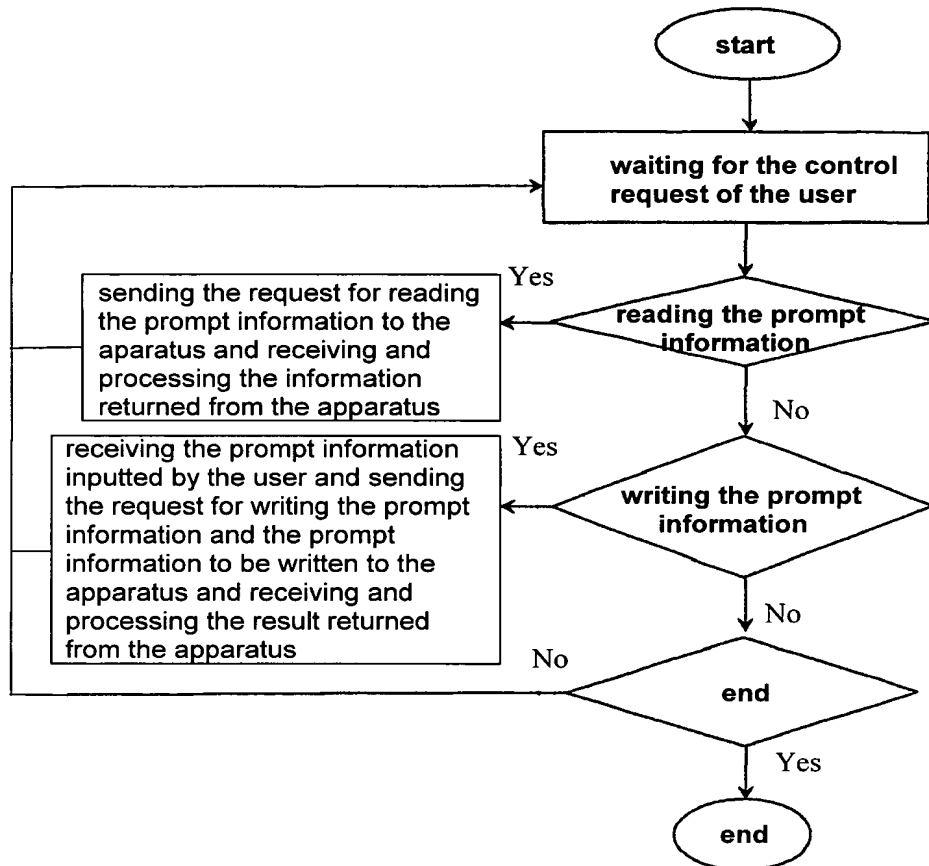 start
waiting for the control
request of the user
Yes
sending the request for reading
the prompt information to the
aparatus and receiving and
processing the information
returned from the apparatus
reading the prompt
information
No
receiving the prompt information
inputted by the user and sending
the request for writing the prompt
information and the prompt
information to be written to the
apparatus and receiving and
processing the result returned
from the apparatus
Yes
writing the prompt
information
No
No
end
Yes
end